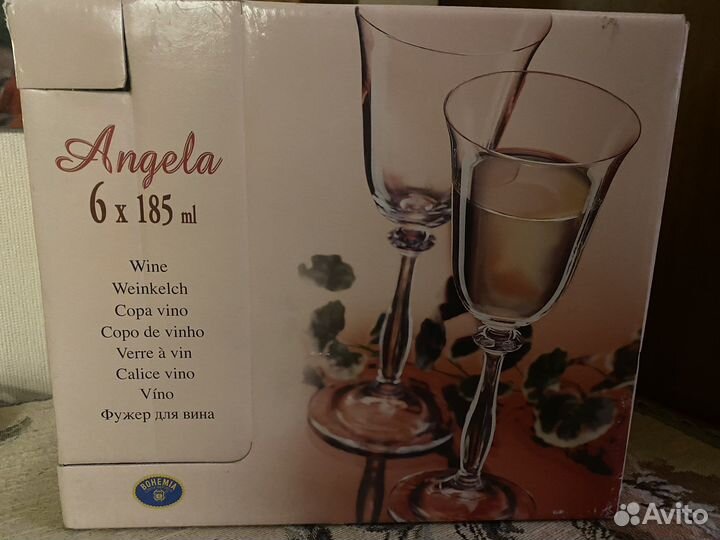 Angela
6 x 185 ml
Wine
Weinkelch
Copa vino
Copo de vinho
Verre à vin
Calice vino
Víno
Фужер для вина
BOHEMIA
Avito